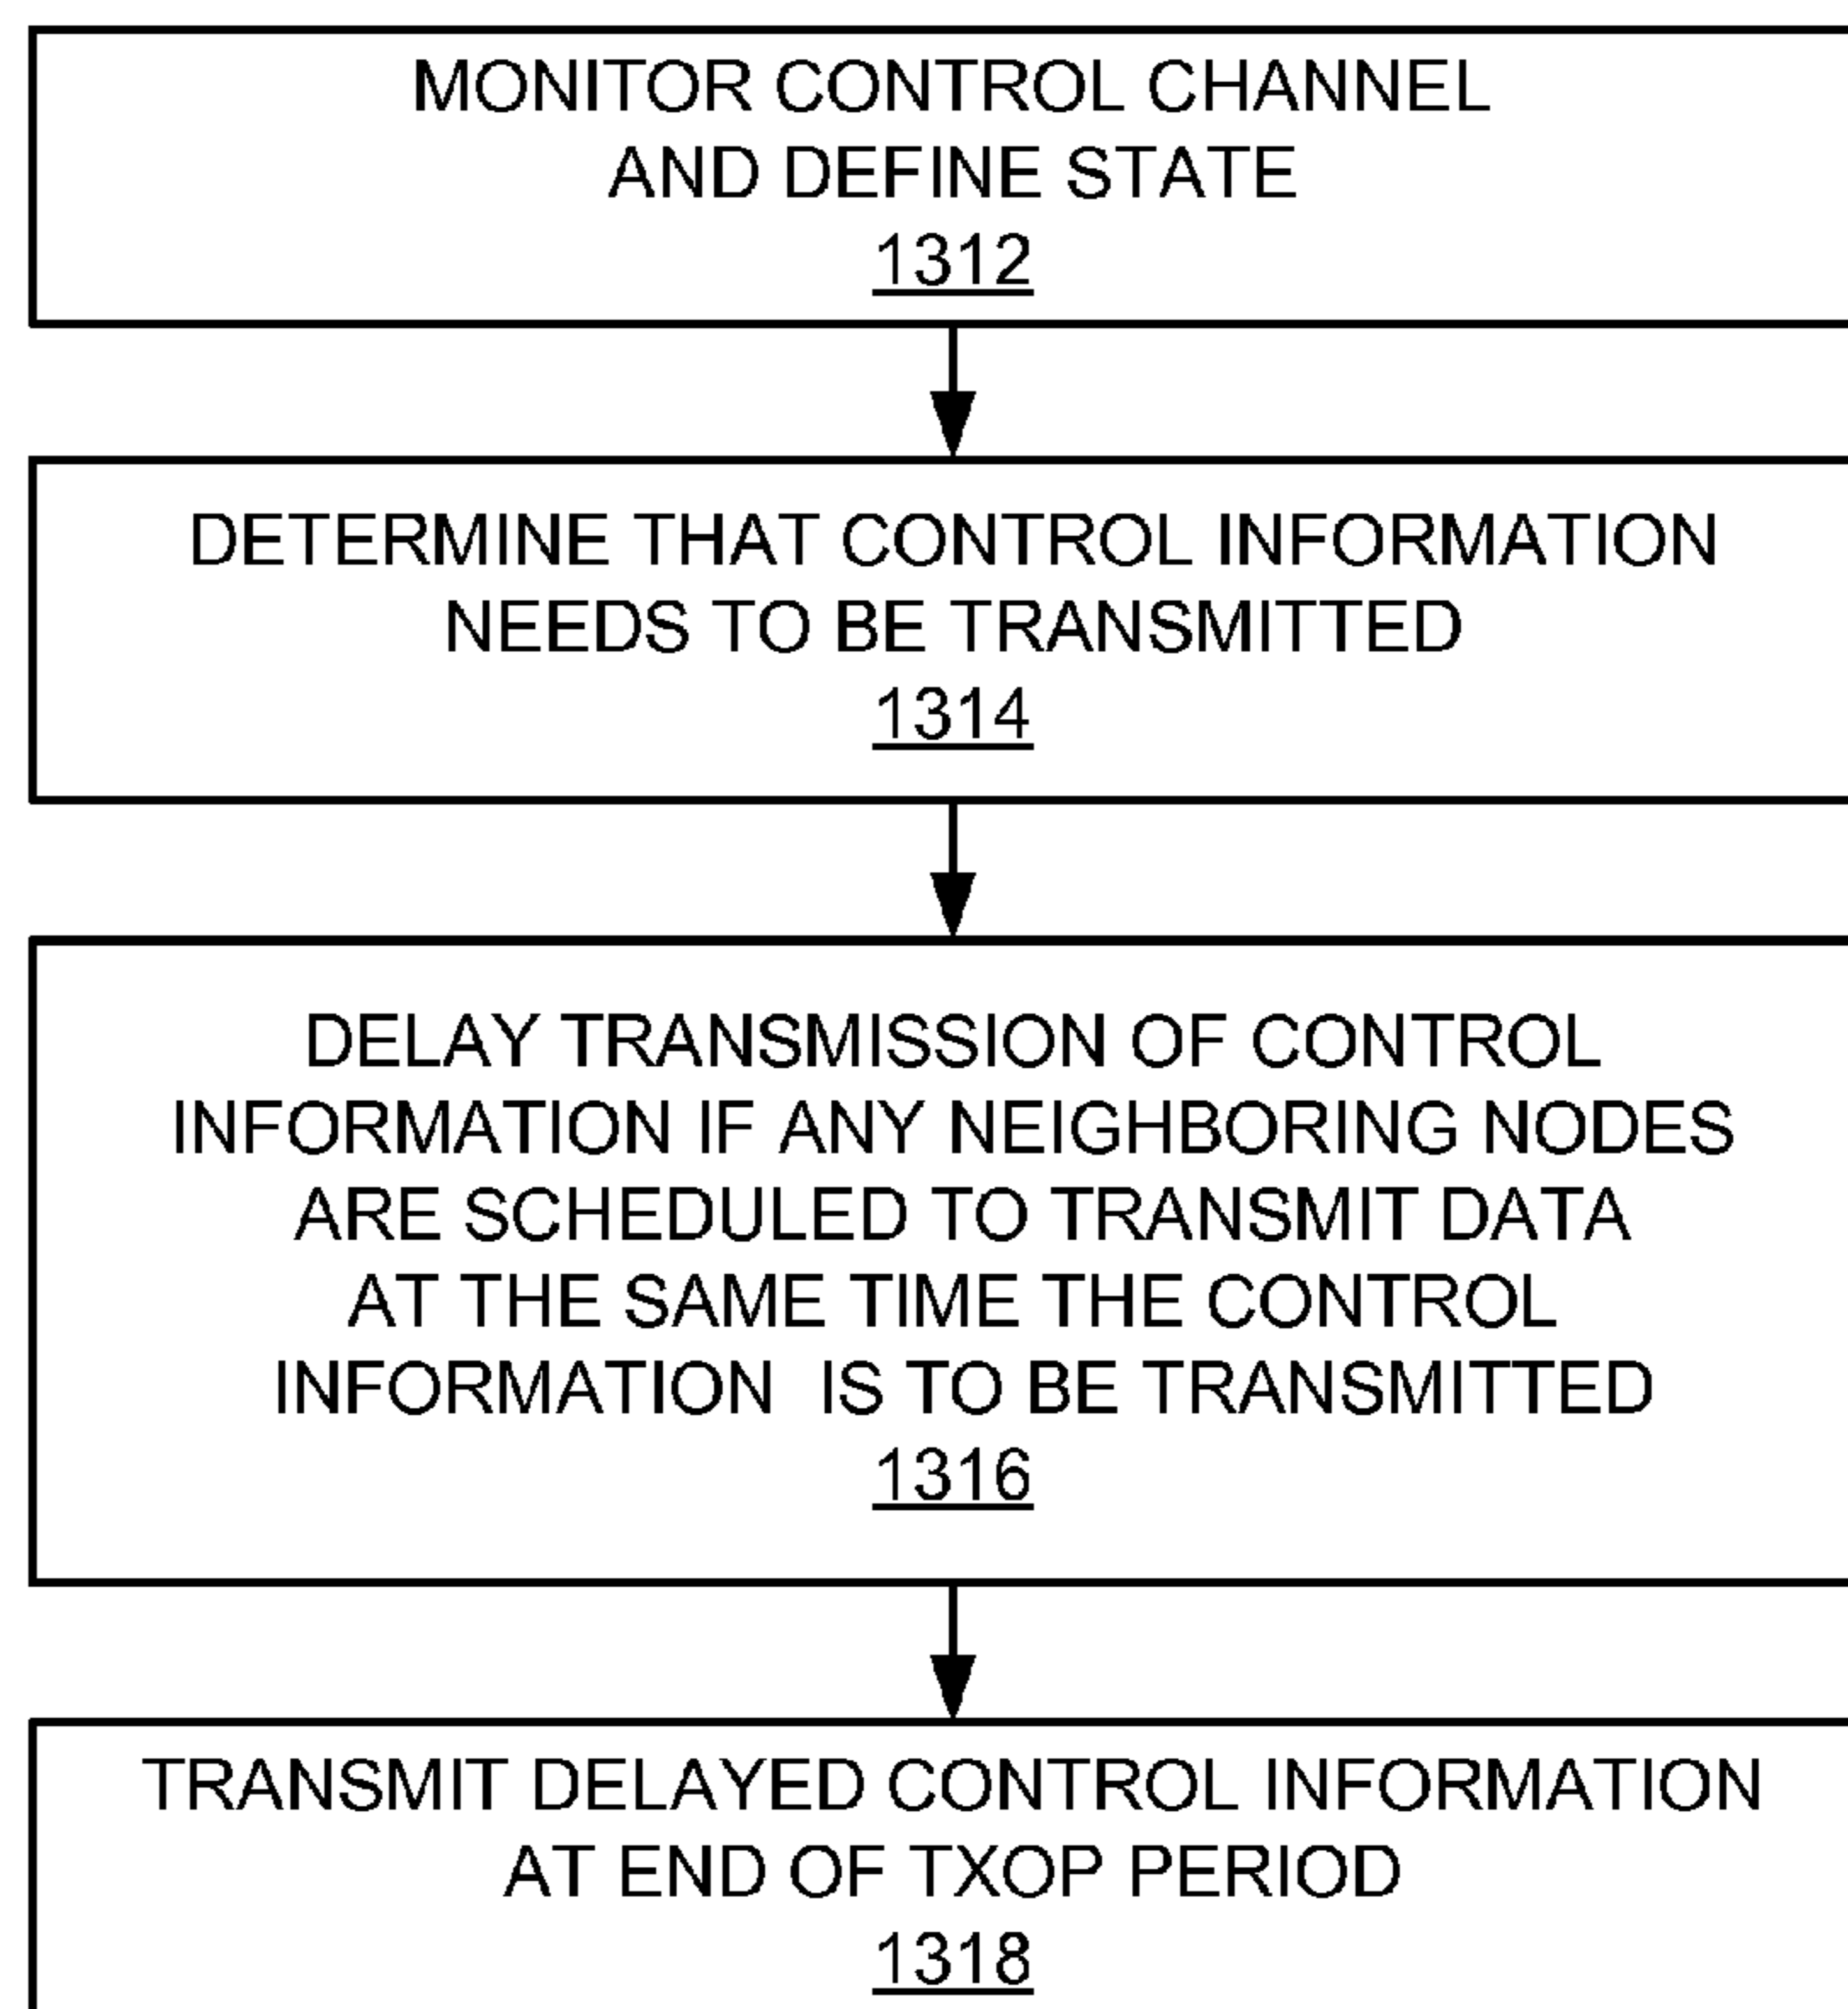 MONITOR CONTROL CHANNEL
AND DEFINE STATE
1312
DETERMINE THAT CONTROL INFORMATION
NEEDS TO BE TRANSMITTED
1314
DELAY TRANSMISSION OF CONTROL
INFORMATION IF ANY NEIGHBORING NODES
ARE SCHEDULED TO TRANSMIT DATA
AT THE SAME TIME THE CONTROL
INFORMATION IS TO BE TRANSMITTED
1316
TRANSMIT DELAYED CONTROL INFORMATION
AT END OF TXOP PERIOD
1318